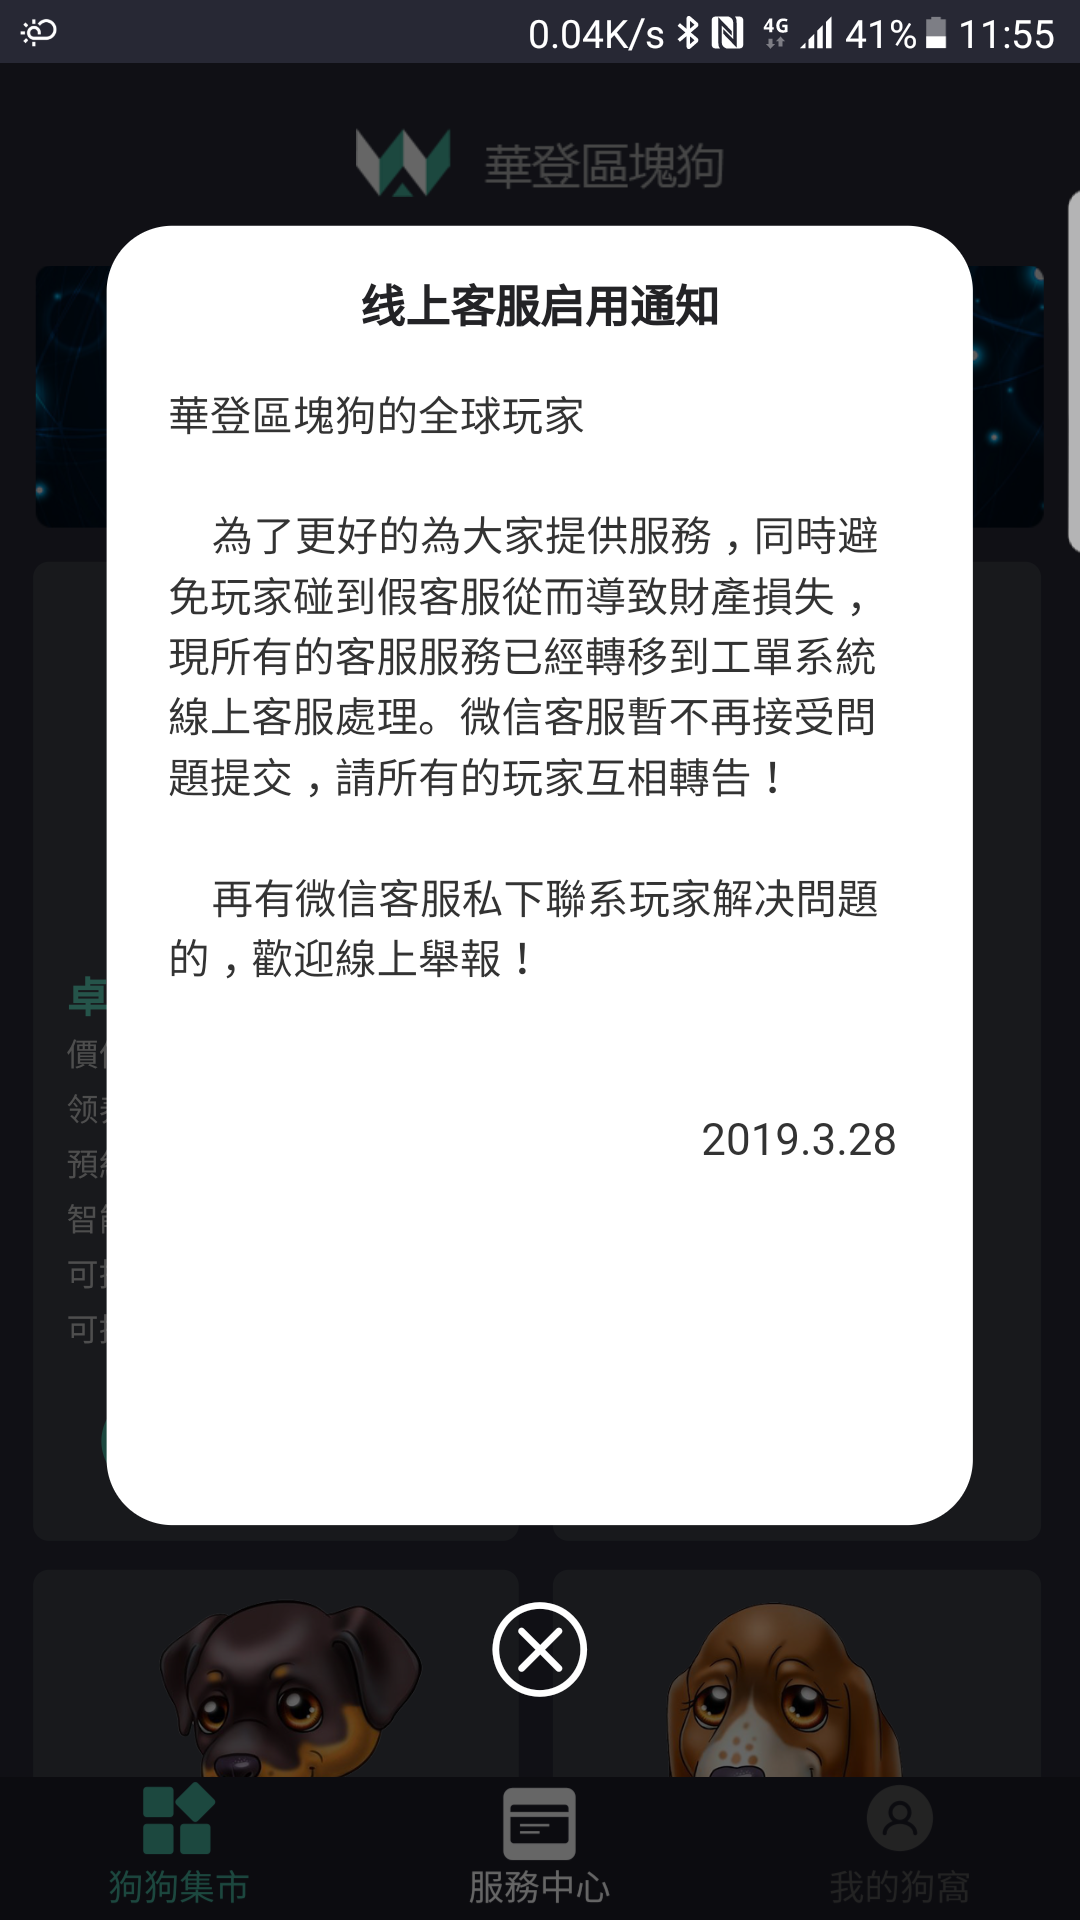 0.04K/s 4G 41% 11:55
華登區塊狗
线上客服启用通知
華登區塊狗的全球玩家
為了更好的為大家提供服務，同時避
免玩家碰到假客服從而導致財產損失，
現所有的客服服務已經轉移到工單系統
線上客服處理。微信客服暫不再接受問
題提交，請所有的玩家互相轉告！
再有微信客服私下聯系玩家解决問題
的，歡迎線上舉報！
2019.3.28
卓
價
领
預
智
可
可
狗狗集市 服務中心 我的狗窩